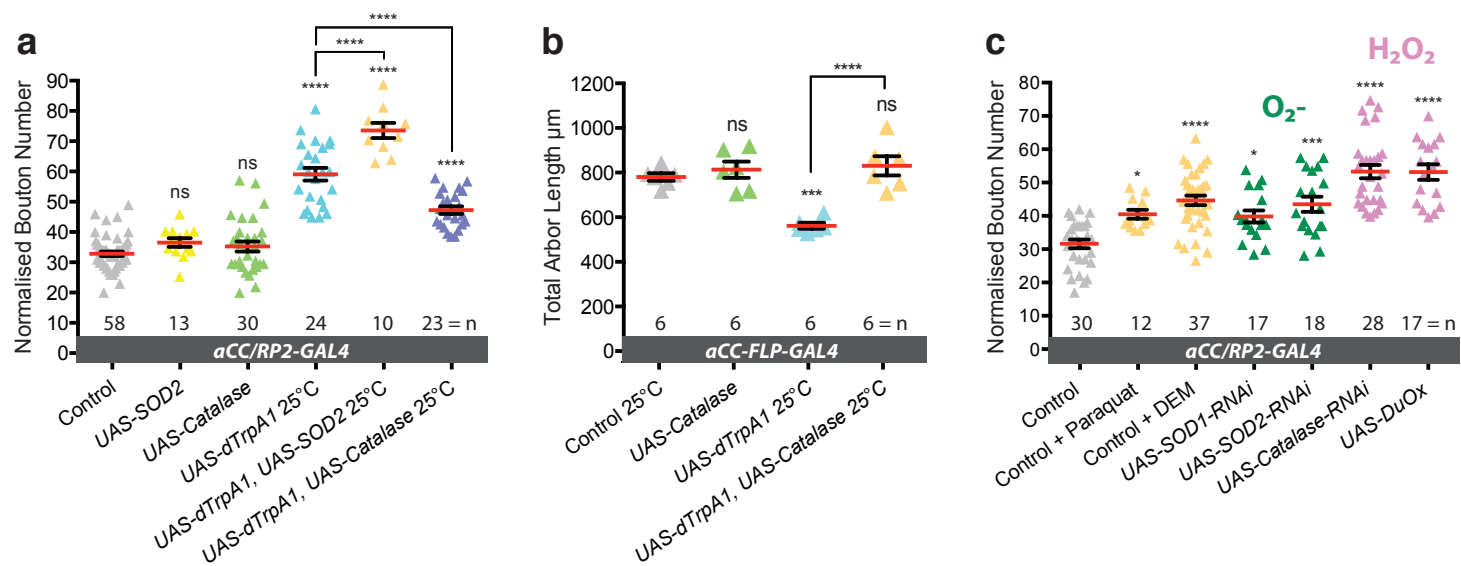 a
Normalised Bouton Number
90
80
70
60
50
40
30
20
10
0
****
****
ns
ns
****
****
****
58
13
30
24
10
23 = n
aCC/RP2-GAL4
Control
UAS-SOD2
UAS-Catalase
UAS-dTrpA1 25°C
UAS-dTrpA1, UAS-SOD2 25°C
UAS-dTrpA1, UAS-Catalase 25°C
b
Total Arbor Length µm
1200
1000
800
600
400
200
0
****
ns
***
ns
6
6
6
6 = n
aCC-FLP-GAL4
Control 25°C
UAS-Catalase
UAS-dTrpA1 25°C
UAS-dTrpA1, UAS-Catalase 25°C
c
Normalised Bouton Number
80
70
60
50
40
30
20
10
0
O₂-
H₂O₂
*
****
*
***
****
****
30
12
37
17
18
28
17 = n
aCC/RP2-GAL4
Control
Control + Paraquat
Control + DEM
UAS-SOD1-RNAi
UAS-SOD2-RNAi
UAS-Catalase-RNAi
UAS-DuOx